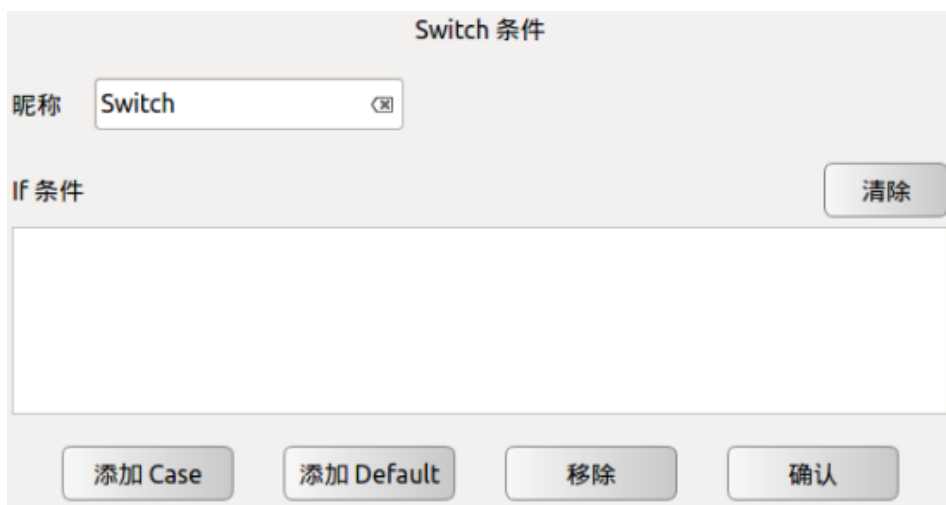 Switch 条件
昵称 Switch
If 条件 清除
添加 Case 添加 Default 移除 确认